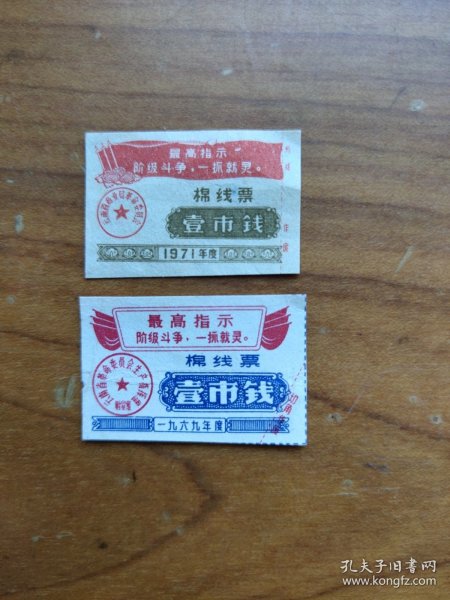 最高指示
阶级斗争,一抓就灵。
棉线票
壹市钱
1971年度
最高指示
阶级斗争,一抓就灵。
棉线票
壹市钱
一九六九年度
孔夫子旧书网
www.kongfz.com